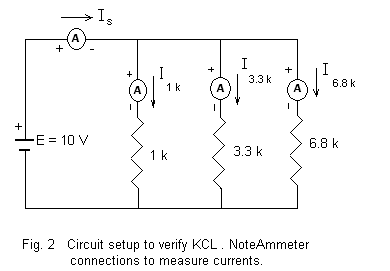 I s
A
+ -
+ I 1 k
+ I 3.3 k
+ I 6.8 k
A
A
A
-
-
-
+
E = 10 V
1 k
3.3 k
6.8 k
Fig. 2 Circuit setup to verify KCL . NoteAmmeter
connections to measure currents.